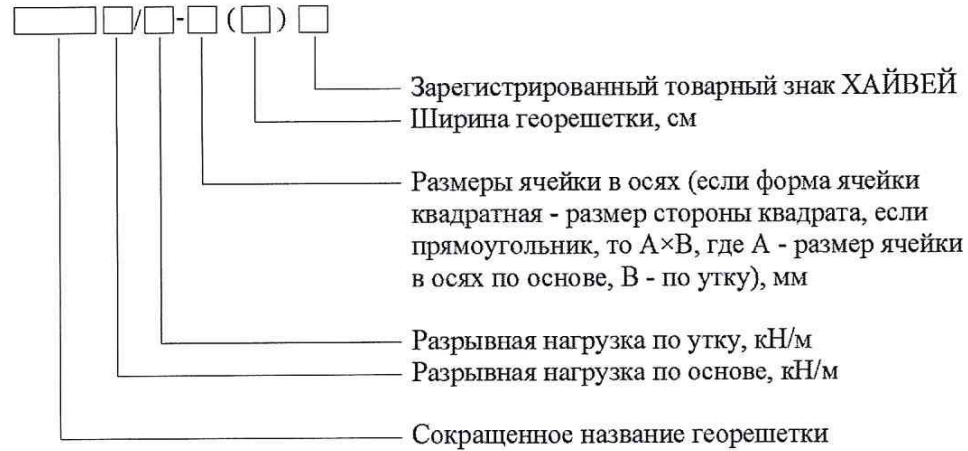 / - ( )
Зарегистрированный товарный знак ХАЙВЕЙ
Ширина георешетки, см
Размеры ячейки в осях (если форма ячейки
квадратная - размер стороны квадрата, если
прямоугольник, то А×В, где А - размер ячейки
в осях по основе, В - по утку), мм
Разрывная нагрузка по утку, кН/м
Разрывная нагрузка по основе, кН/м
Сокращенное название георешетки